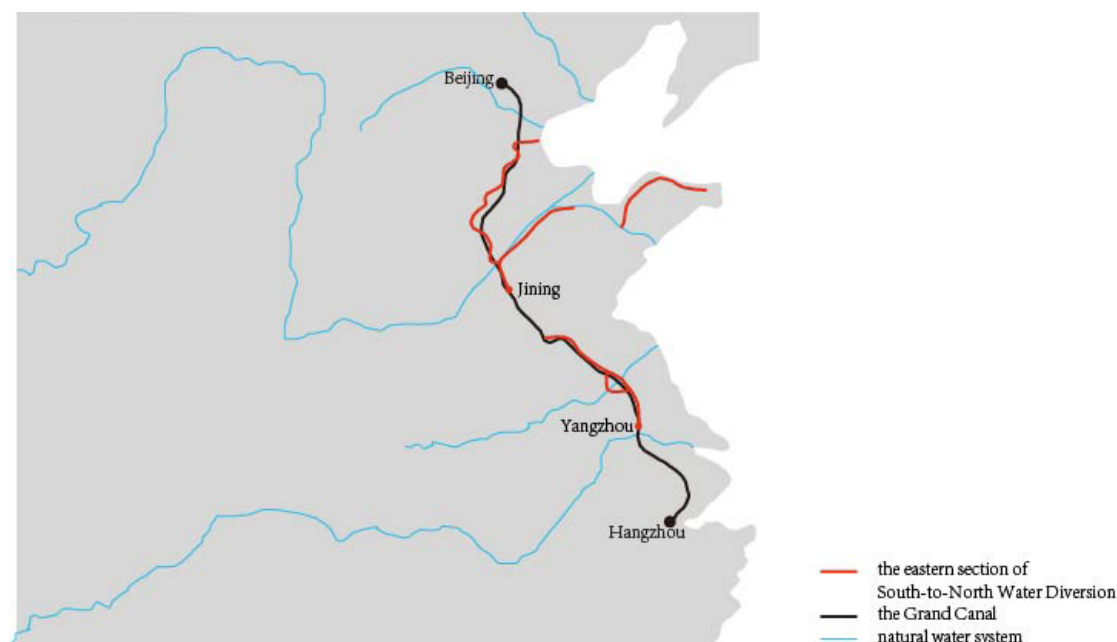 Beijing
Jining
Yangzhou
Hangzhou
the eastern section of
South-to-North Water Diversion
the Grand Canal
natural water system